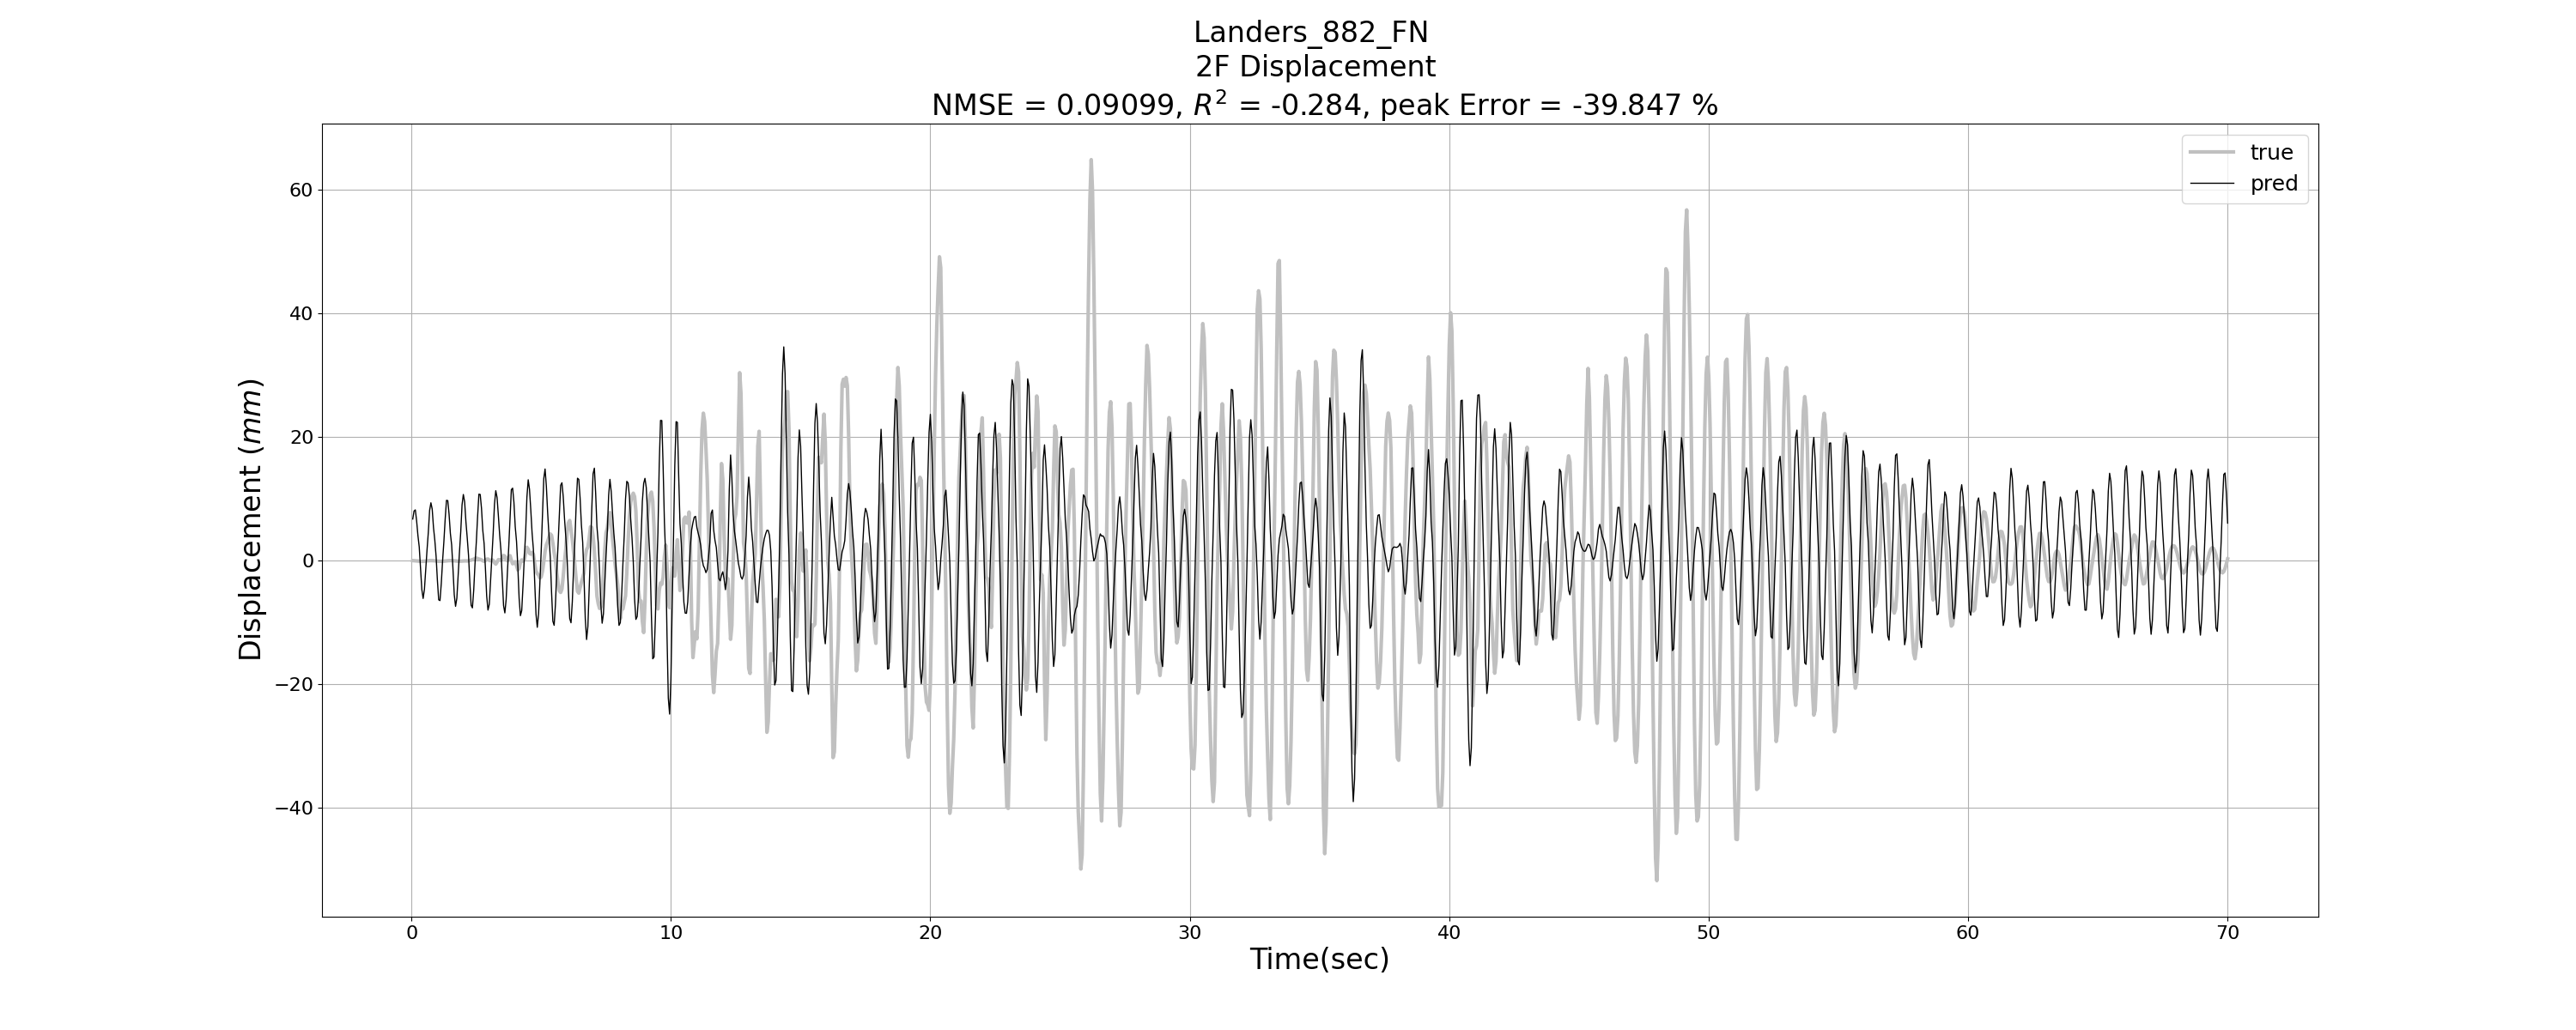 Landers_882_FN
2F Displacement
NMSE = 0.09099, R² = -0.284, peak Error = -39.847 %
true
pred
Displacement (mm)
60
40
20
0
−20
−40
0 10 20 30 40 50 60 70
Time(sec)